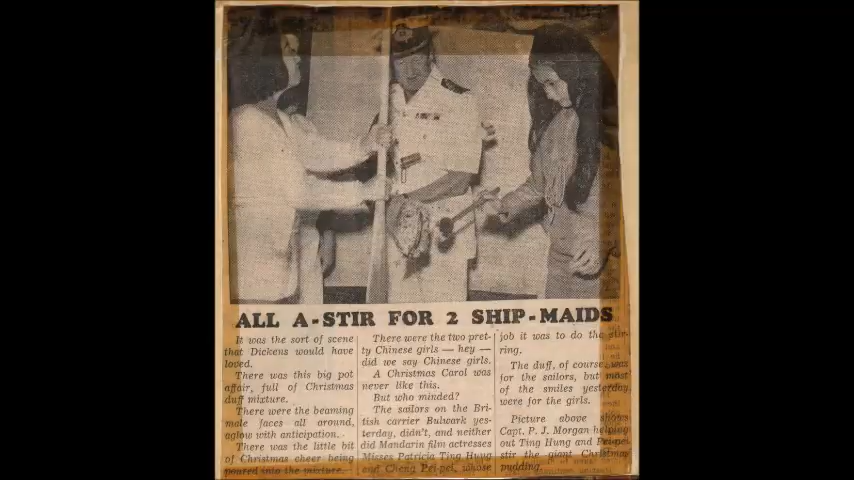 ALL A-STIR FOR 2 SHIP-MAIDS
It was the sort of scene
that Dickens would have
loved.
There was this big pot
affair, full of Christmas
duff mixture.
There were the beaming
male faces all around,
aglow with anticipation.
There was the little bit
of Christmas cheer being
poured into the mixture.
There were the two pret-
ty Chinese girls — hey —
did we say Chinese girls.
A Christmas Carol was
never like this.
But who minded?
The sailors on the Bri-
tish carrier Bulwark yes-
terday, didn't, and neither
did Mandarin film actresses
Misses Patricia Ting Hung
and Cheng Pei-pei, whose
job it was to do the stir-
ring.
The duff, of course was
for the sailors, but most
of the smiles yesterday
were for the girls.
Picture above shows
Capt. P. J. Morgan helping
out Ting Hung and Pei-pei
stir the giant Christmas
pudding.